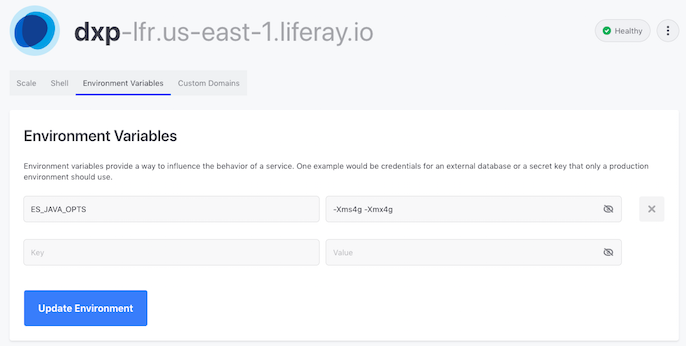 dxp-lfr.us-east-1.liferay.io
Healthy
Scale Shell Environment Variables Custom Domains
Environment Variables
Environment variables provide a way to influence the behavior of a service. One example would be credentials for an external database or a secret key that only a production
environment should use.
ES_JAVA_OPTS -Xms4g -Xmx4g
Key Value
Update Environment